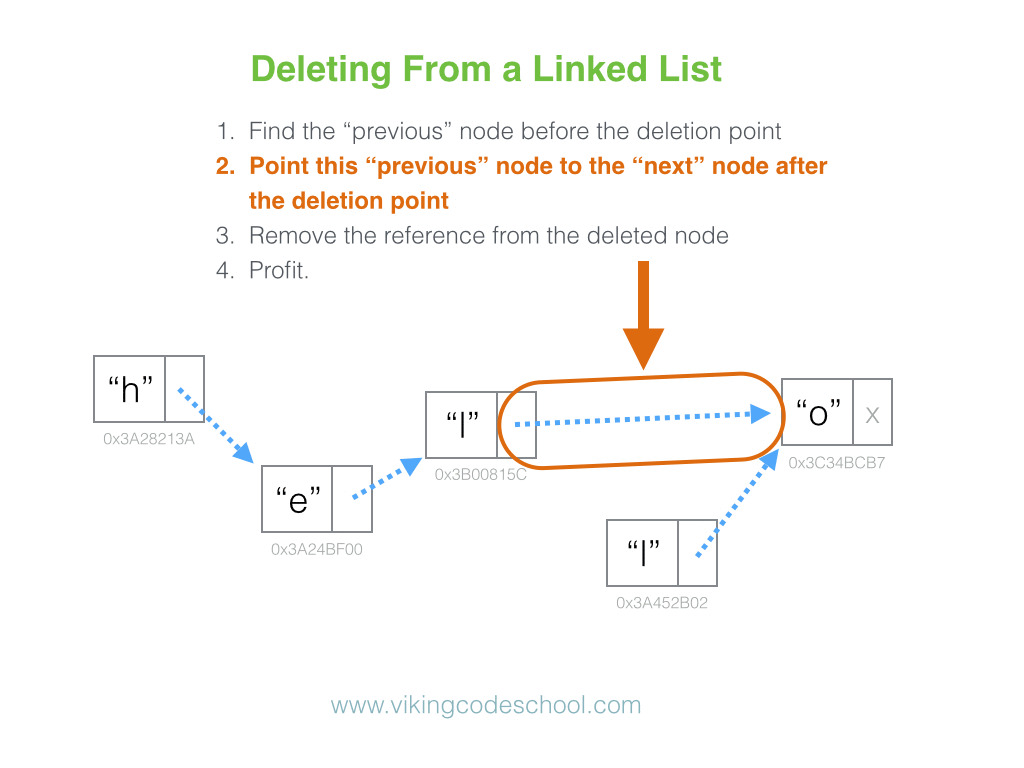 Deleting From a Linked List
1. Find the “previous” node before the deletion point
2. Point this “previous” node to the “next” node after
the deletion point
3. Remove the reference from the deleted node
4. Profit.
“h”
0x3A28213A
“e”
0x3A24BF00
“l”
0x3B00815C
“o”
x
0x3C34BCB7
“l”
0x3A452B02
www.vikingcodeschool.com